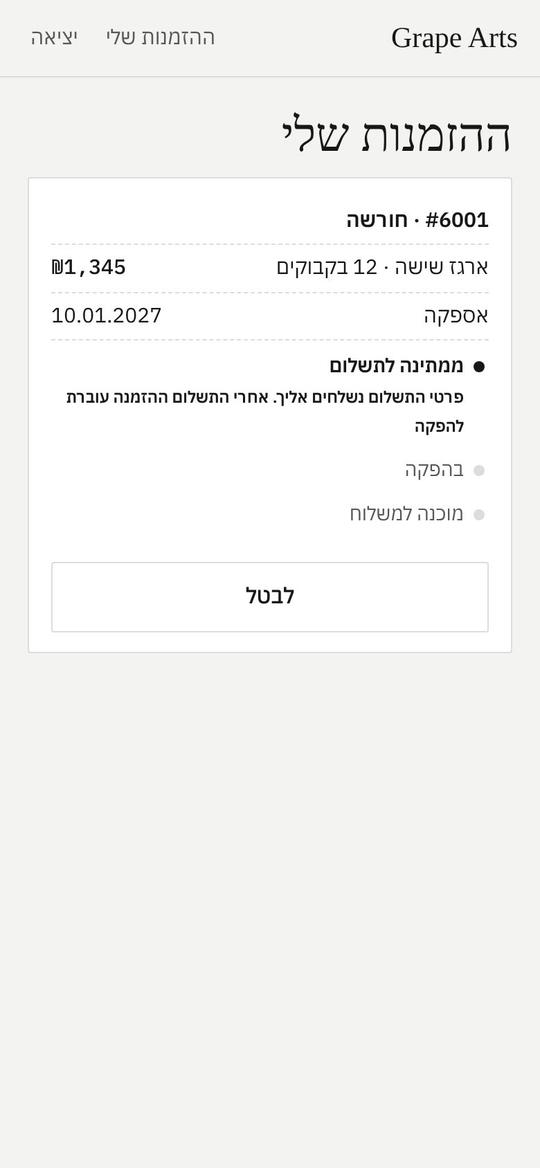 Grape Arts
ההזמנות שלי
יציאה
ההזמנות שלי
#6001 · חורשה
ארגז שישה · 12 בקבוקים
₪1,345
אספקה
10.01.2027
ממתינה לתשלום
פרטי התשלום נשלחים אליך. אחרי התשלום ההזמנה עוברת
להפקה
בהפקה
מוכנה למשלוח
לבטל